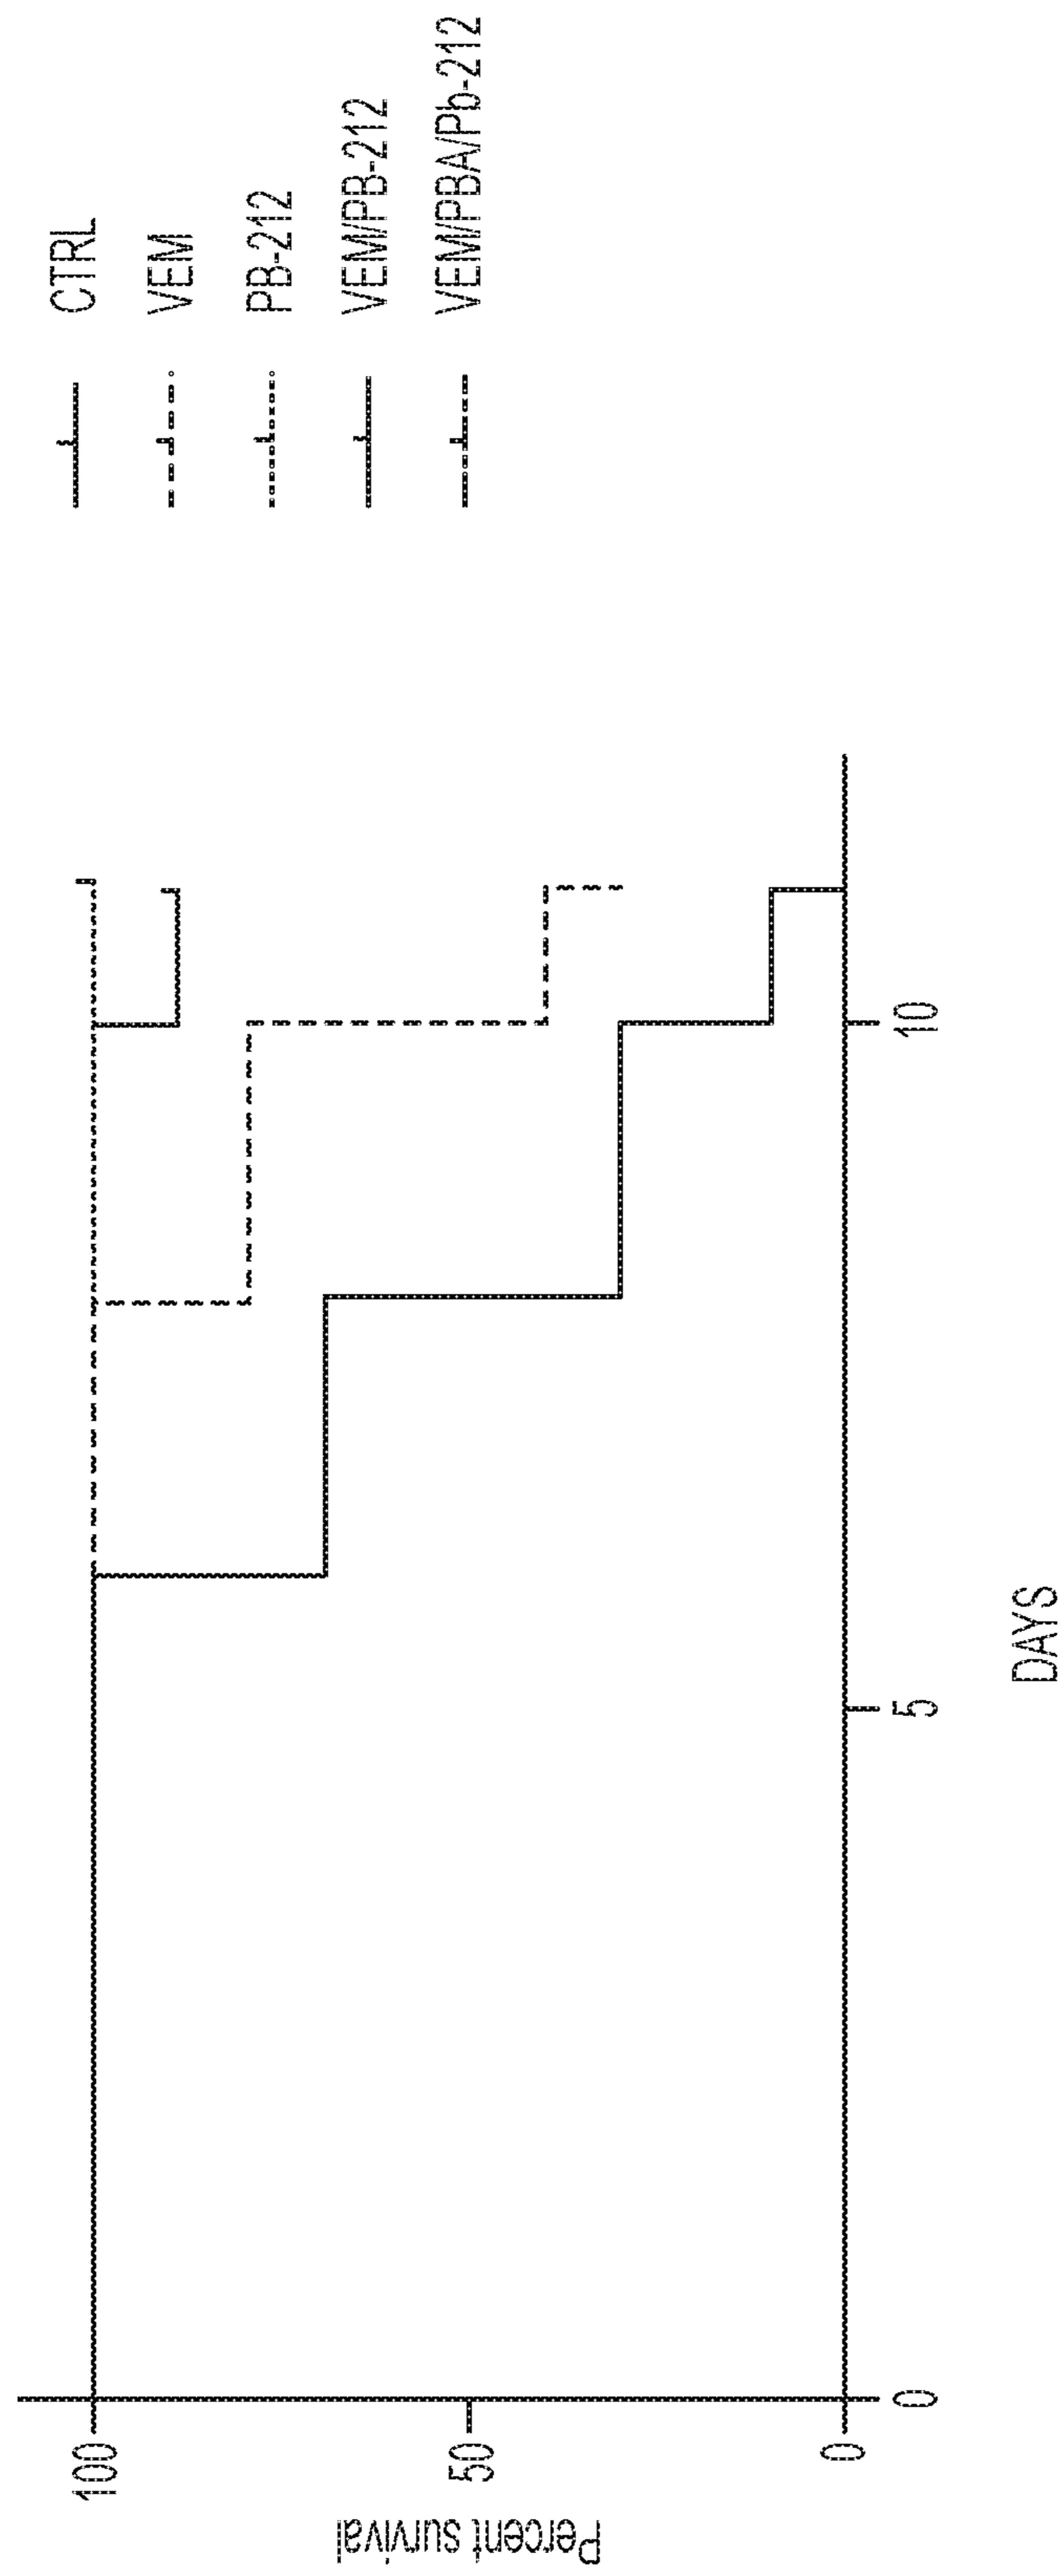 CTRL
VEM
PB-212
VEM/PB-212
VEM/PBA/Pb-212
Percent survival
100
50
0
0
5
10
DAYS